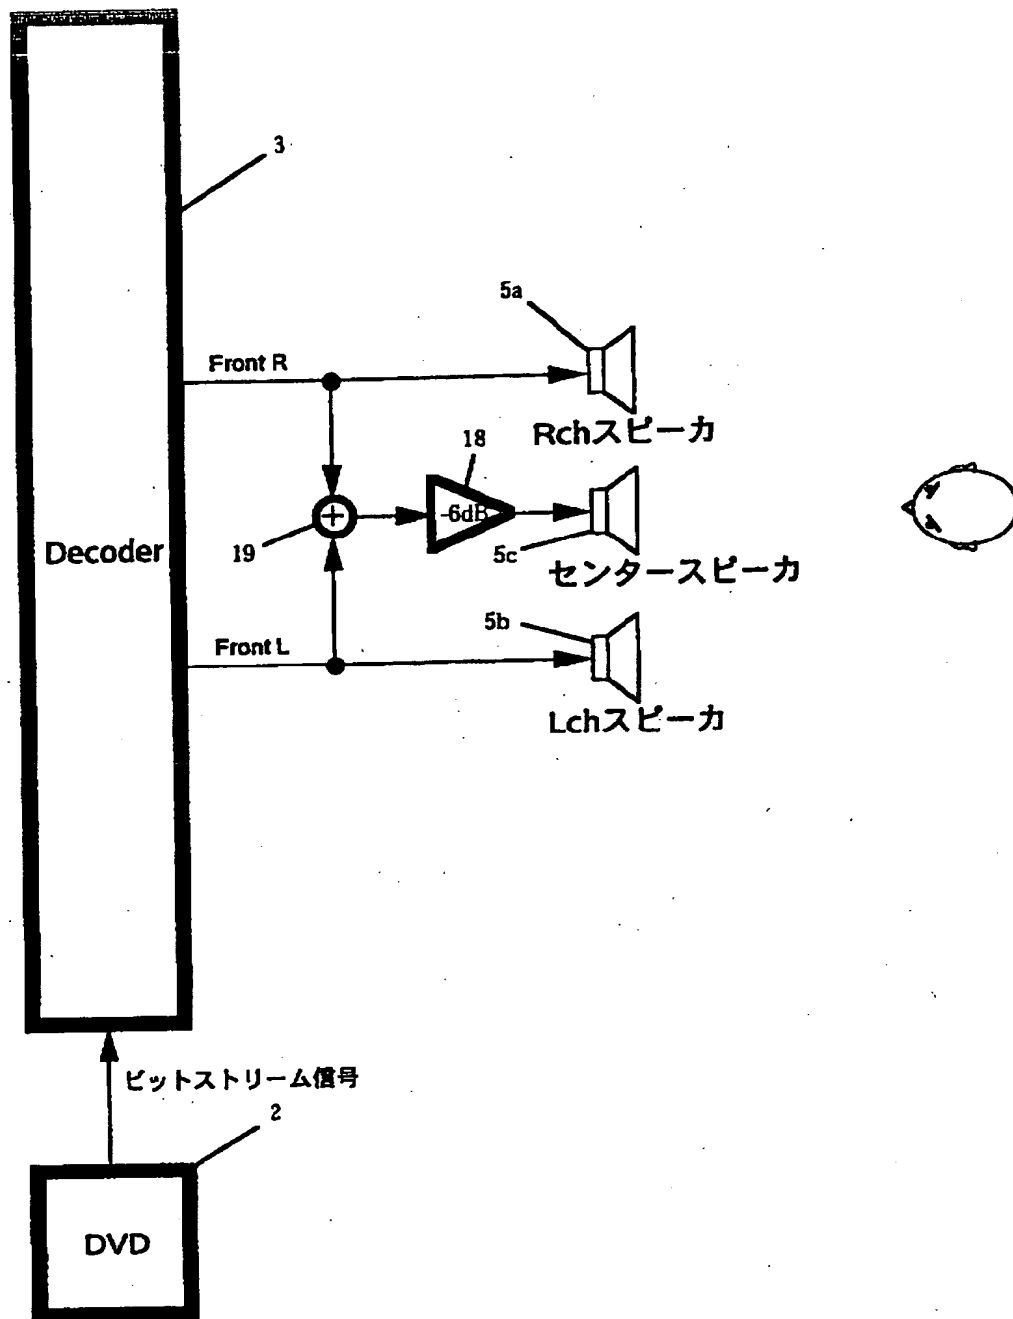 3
5a
Front R
Rchスピーカ
18
-6dB
+
19
Decoder
5c
センタースピーカ
5b
Front L
Lchスピーカ
ビットストリーム信号
2
DVD